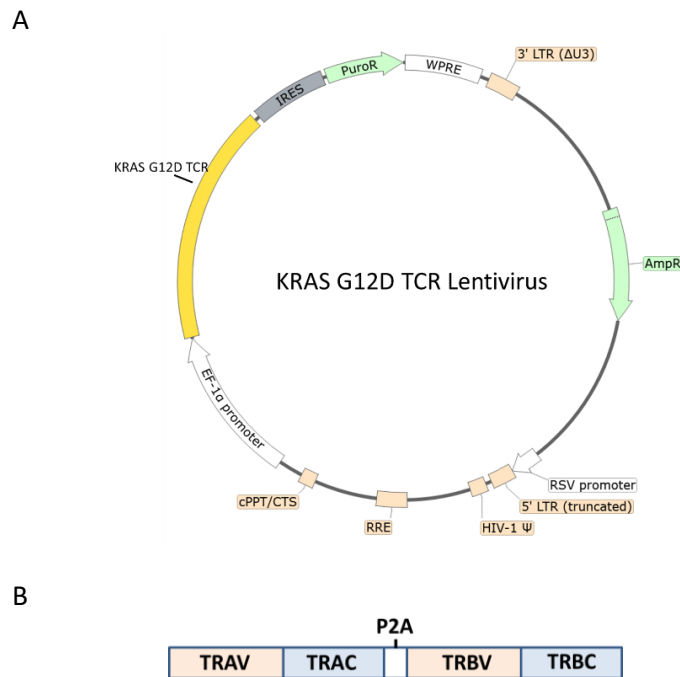 A
3' LTR (ΔU3)
WPRE
PuroR
IRES
KRAS G12D TCR
AmpR
KRAS G12D TCR Lentivirus
EF-1α promoter
RSV promoter
cPPT/CTS
5' LTR (truncated)
RRE
HIV-1 Ψ
B
P2A
TRAV TRAC TRBV TRBC